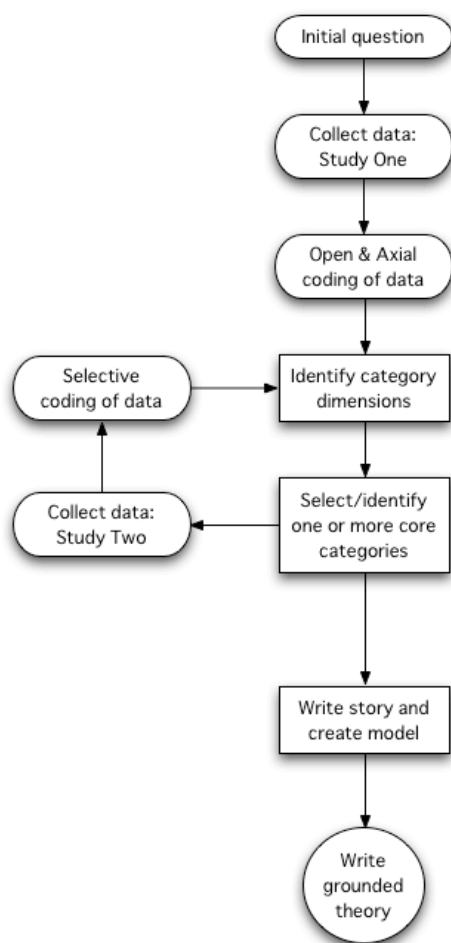 Initial question
Collect data:
Study One
Open & Axial
coding of data
Selective
coding of data
Identify category
dimensions
Collect data:
Study Two
Select/identify
one or more core
categories
Write story and
create model
Write
grounded
theory